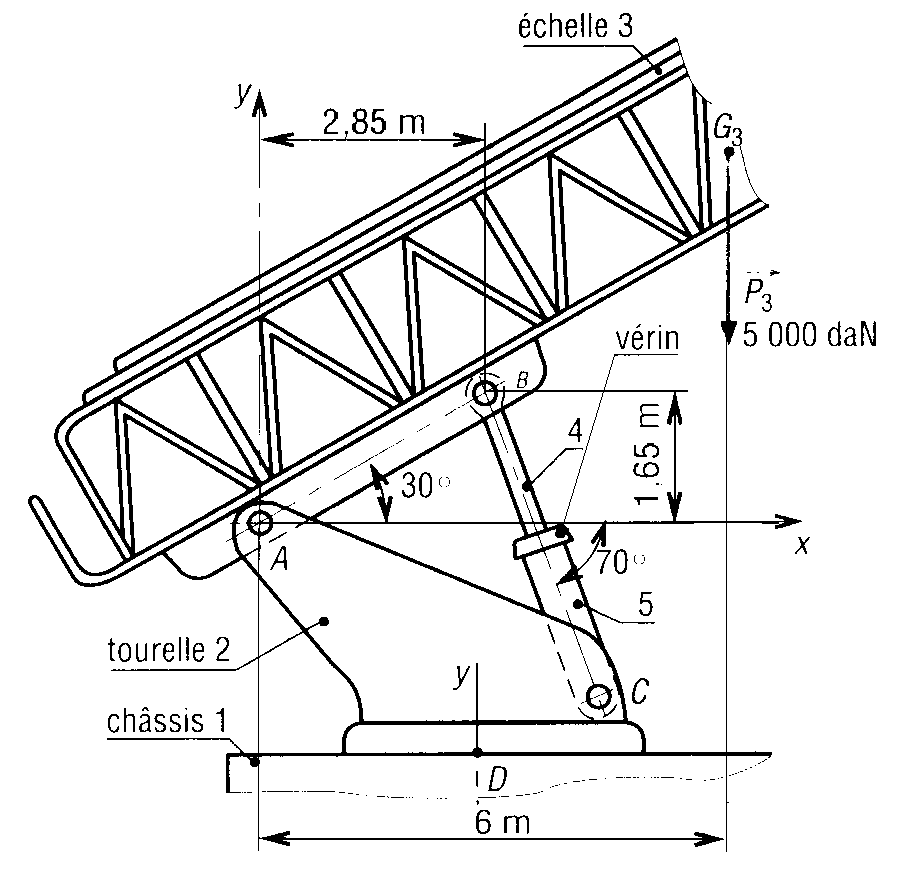 échelle 3
y
2,85 m
G3
P3
5 000 daN
vérin
B
4
1,65 m
30°
A
x
70°
5
tourelle 2
y
C
châssis 1
D
6 m